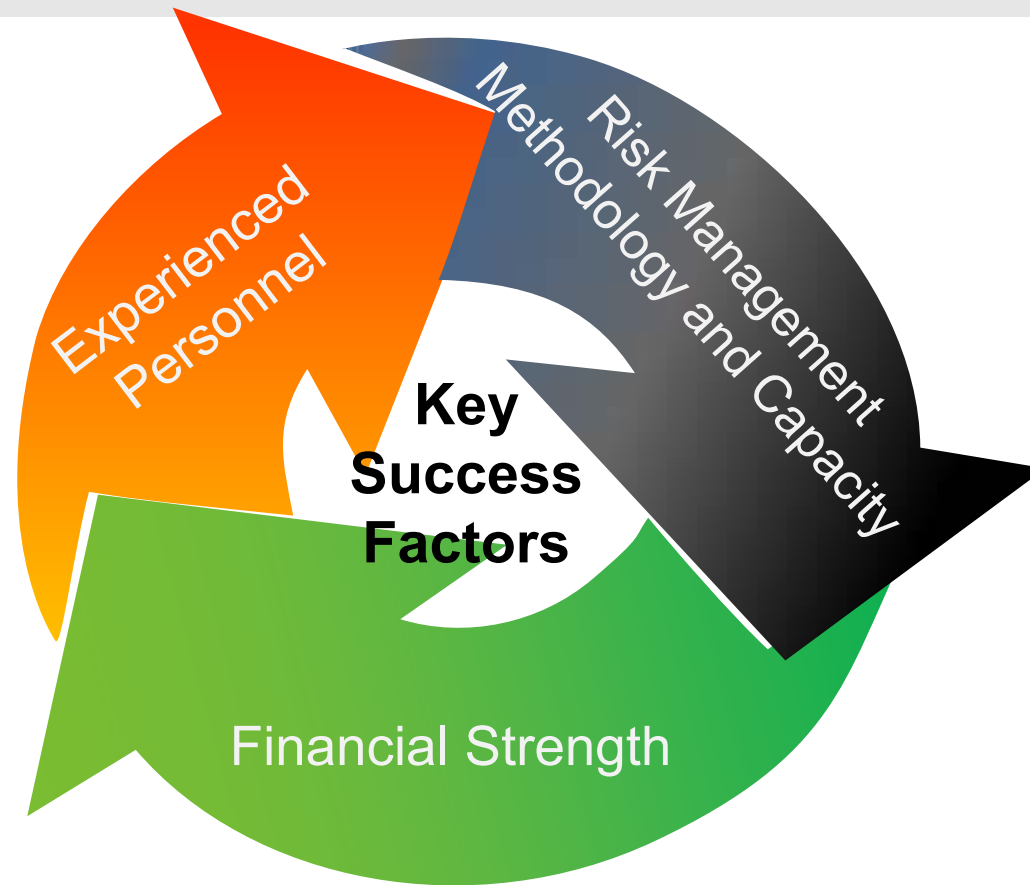 Experienced
Personnel
Risk Management
Methodology and Capacity
Key
Success
Factors
Financial Strength